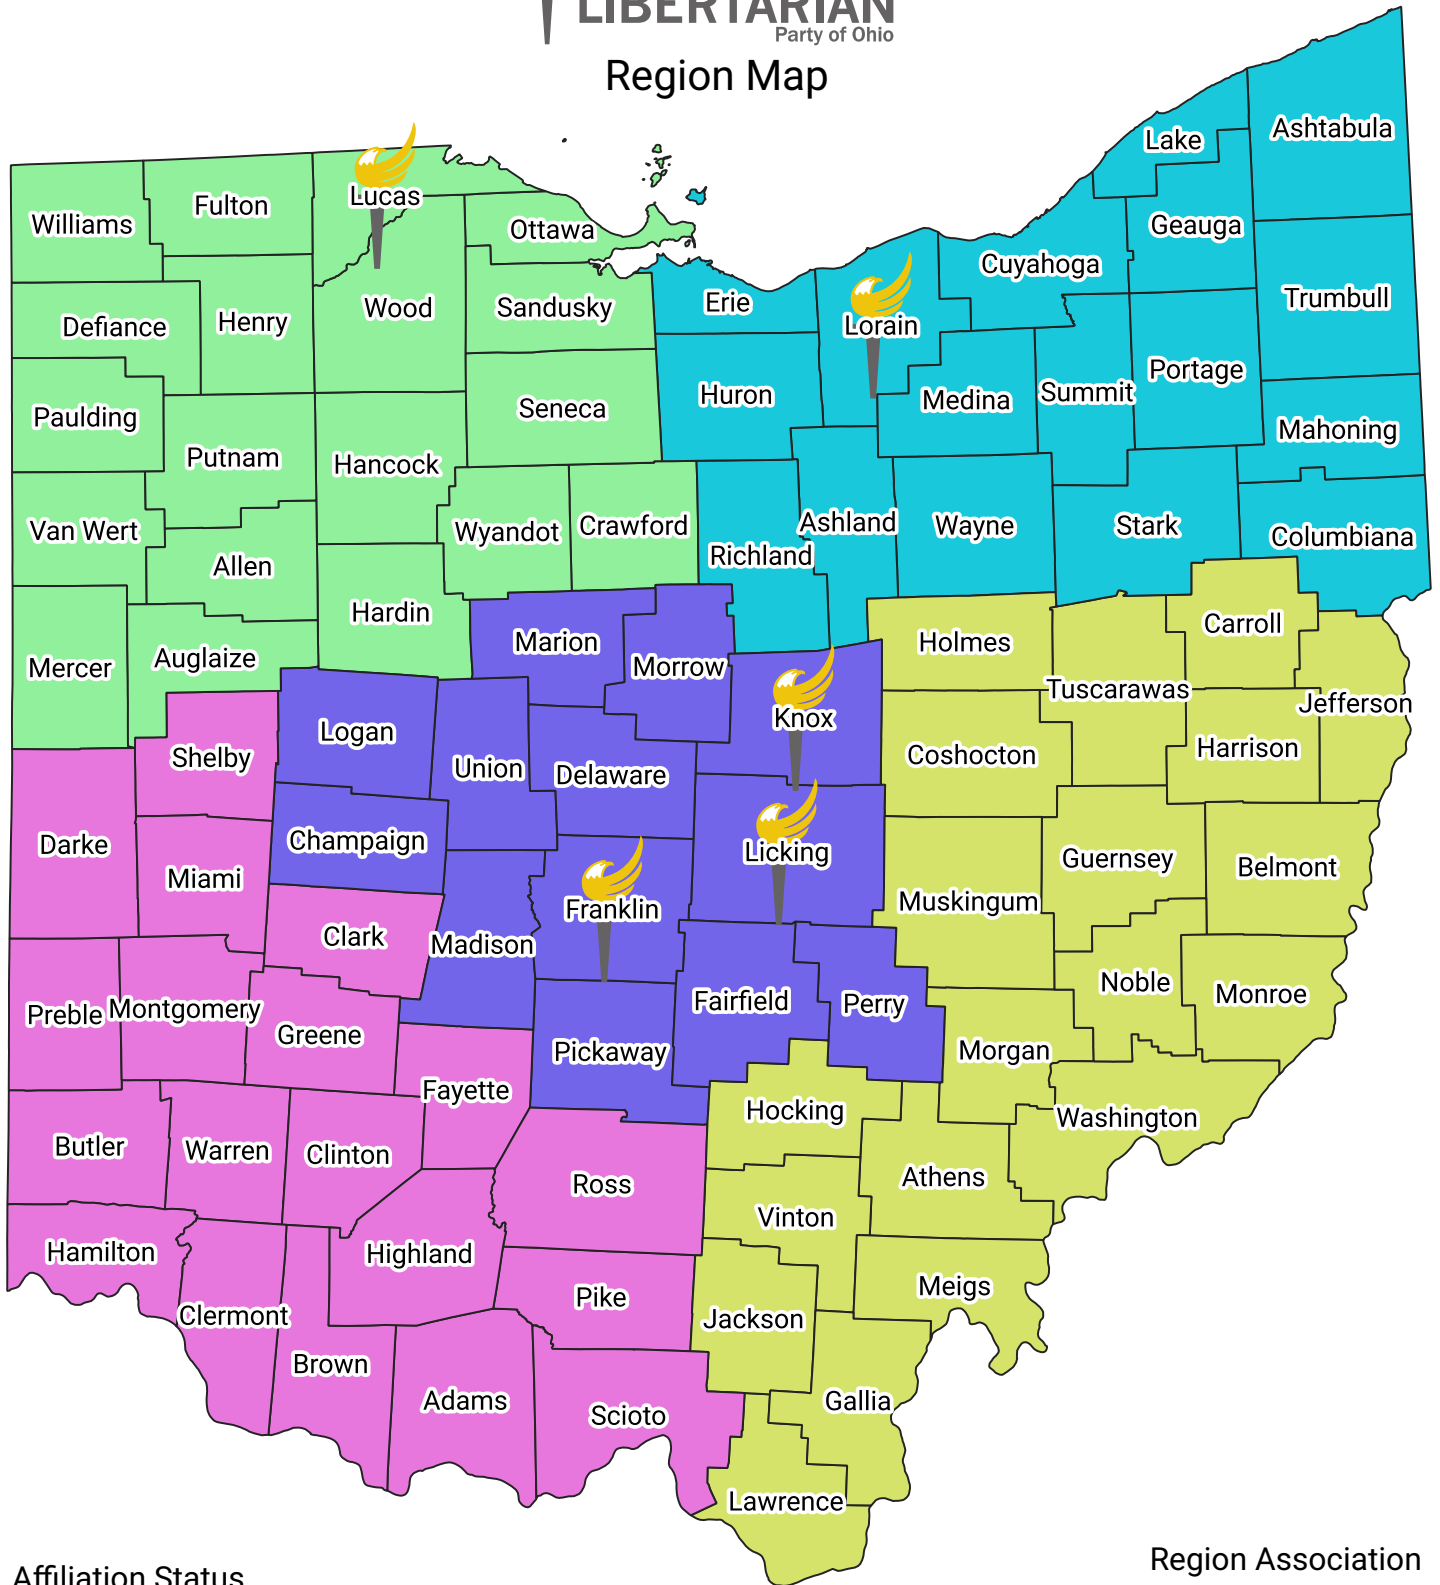 LIBERTARIAN
Party of Ohio
Region Map
Ashtabula
Lake
Lucas
Fulton
Williams
Ottawa
Geauga
Cuyahoga
Erie
Sandusky
Trumbull
Wood
Henry
Defiance
Lorain
Portage
Summit
Huron
Medina
Seneca
Paulding
Mahoning
Putnam
Hancock
Ashland
Wayne
Stark
Crawford
Wyandot
Van Wert
Columbiana
Richland
Allen
Hardin
Carroll
Marion
Holmes
Auglaize
Mercer
Morrow
Tuscarawas
Jefferson
Knox
Logan
Harrison
Coshocton
Shelby
Union
Delaware
Champaign
Darke
Licking
Guernsey
Belmont
Miami
Muskingum
Franklin
Clark
Madison
Noble
Monroe
Fairfield
Perry
Montgomery
Preble
Greene
Morgan
Pickaway
Fayette
Hocking
Washington
Butler
Warren
Clinton
Athens
Ross
Vinton
Hamilton
Highland
Meigs
Pike
Clermont
Jackson
Brown
Adams
Gallia
Scioto
Lawrence
Region Association
Affiliation Status